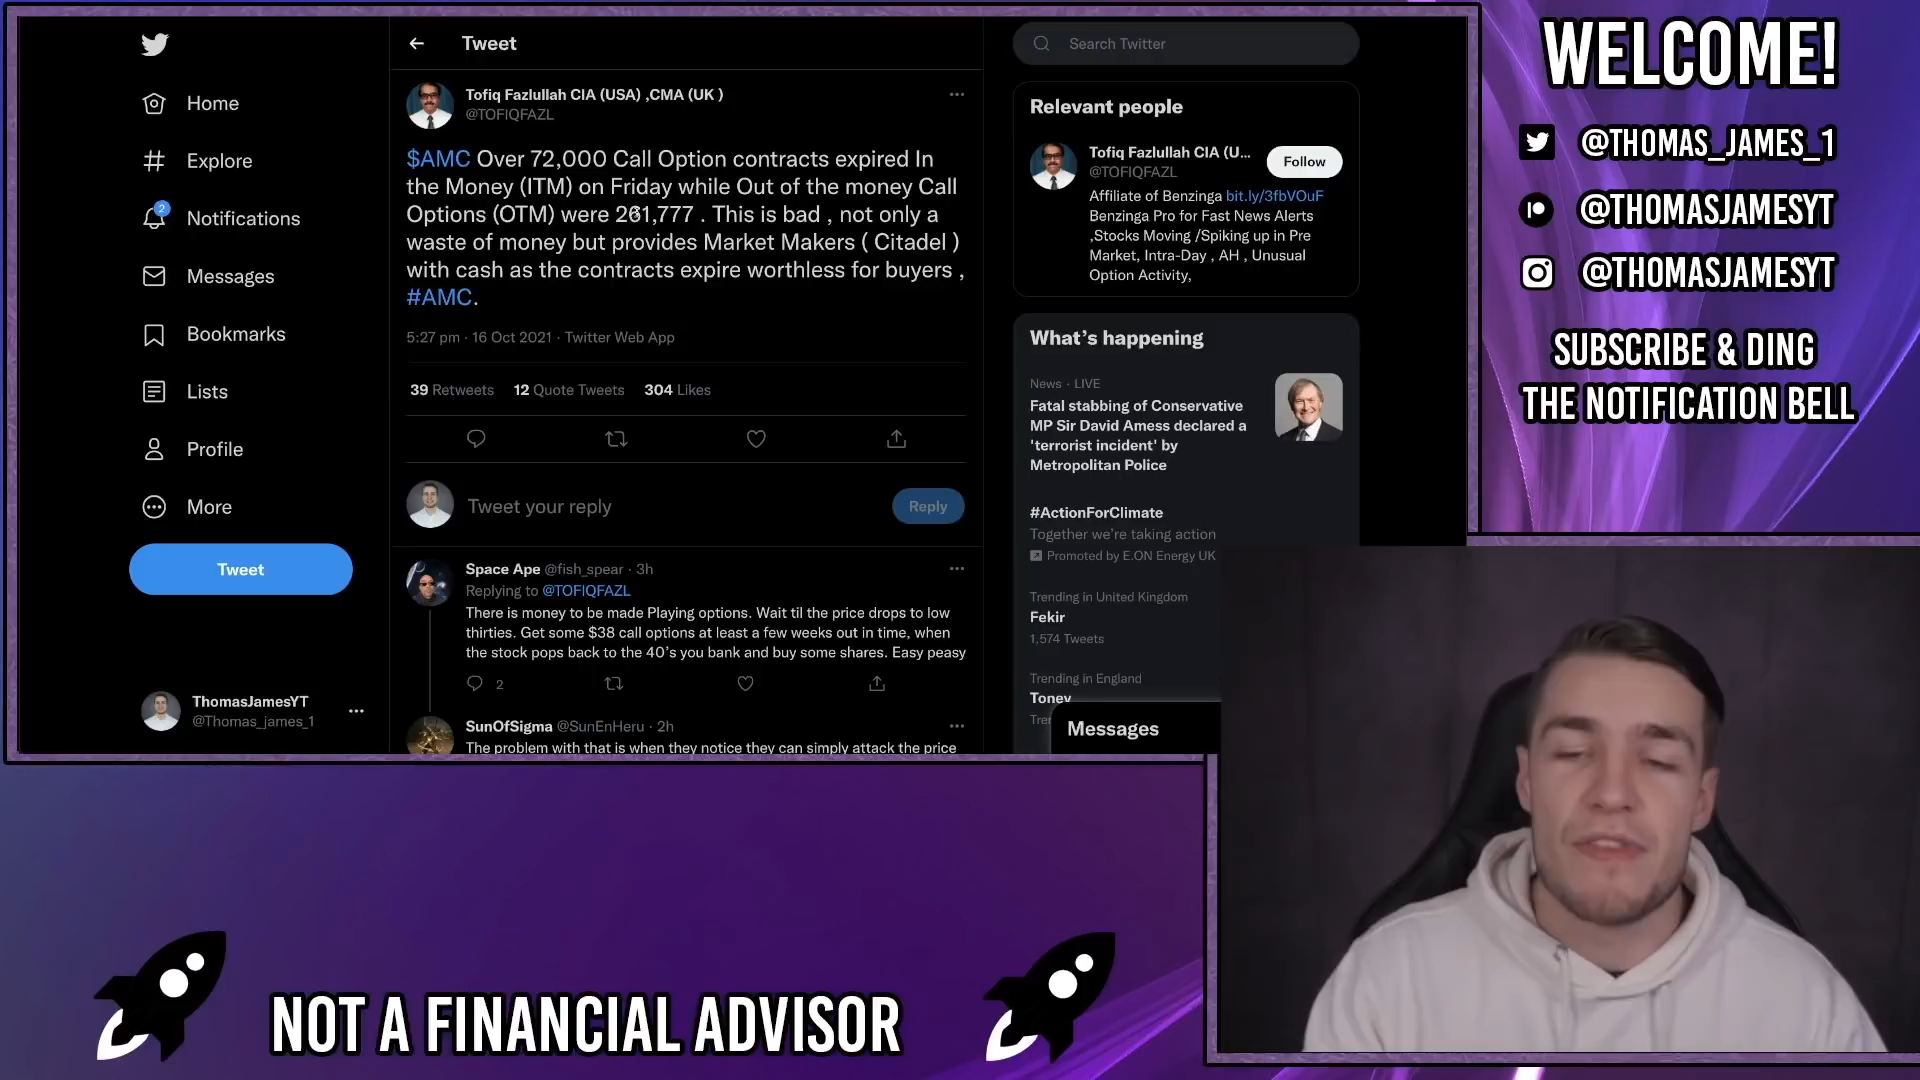 Home
Explore
2
Notifications
Messages
Bookmarks
Lists
Profile
More
Tweet
ThomasJamesYT
@Thomas_james_1
Tweet
Tofiq Fazlullah CIA (USA) ,CMA (UK )
@TOFIQFAZL
$AMC Over 72,000 Call Option contracts expired In
the Money (ITM) on Friday while Out of the money Call
Options (OTM) were 261,777 . This is bad , not only a
waste of money but provides Market Makers ( Citadel )
with cash as the contracts expire worthless for buyers ,
#AMC.
5:27 pm · 16 Oct 2021 · Twitter Web App
39 Retweets 12 Quote Tweets 304 Likes
Tweet your reply
Reply
Space Ape @fish_spear · 3h
Replying to @TOFIQFAZL
There is money to be made Playing options. Wait til the price drops to low
thirties. Get some $38 call options at least a few weeks out in time, when
the stock pops back to the 40's you bank and buy some shares. Easy peasy
2
SunOfSigma @SunEnHeru · 2h
The problem with that is when they notice they can simply attack the price
Search Twitter
Relevant people
Tofiq Fazlullah CIA (U...
@TOFIQFAZL
Follow
Affiliate of Benzinga bit.ly/3fbVOuF
Benzinga Pro for Fast News Alerts
,Stocks Moving /Spiking up in Pre
Market, Intra-Day , AH , Unusual
Option Activity,
What's happening
News · LIVE
Fatal stabbing of Conservative
MP Sir David Amess declared a
'terrorist incident' by
Metropolitan Police
#ActionForClimate
Together we're taking action
Promoted by E.ON Energy UK
Trending in United Kingdom
Fekir
1,574 Tweets
Trending in England
Toney
Messages
WELCOME!
@THOMAS_JAMES_1
@THOMASJAMESYT
@THOMASJAMESYT
SUBSCRIBE & DING
THE NOTIFICATION BELL
NOT A FINANCIAL ADVISOR